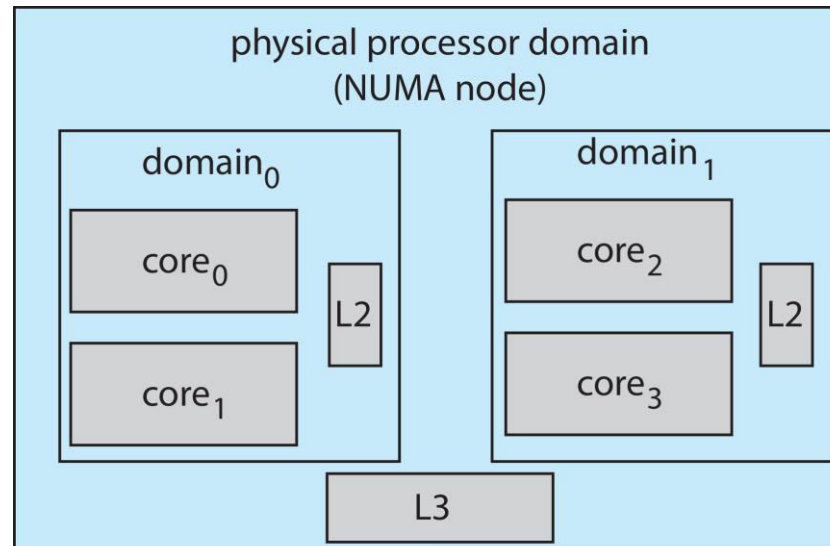 physical processor domain
(NUMA node)
domain₀
core₀
L2
core₁
domain₁
core₂
L2
core₃
L3